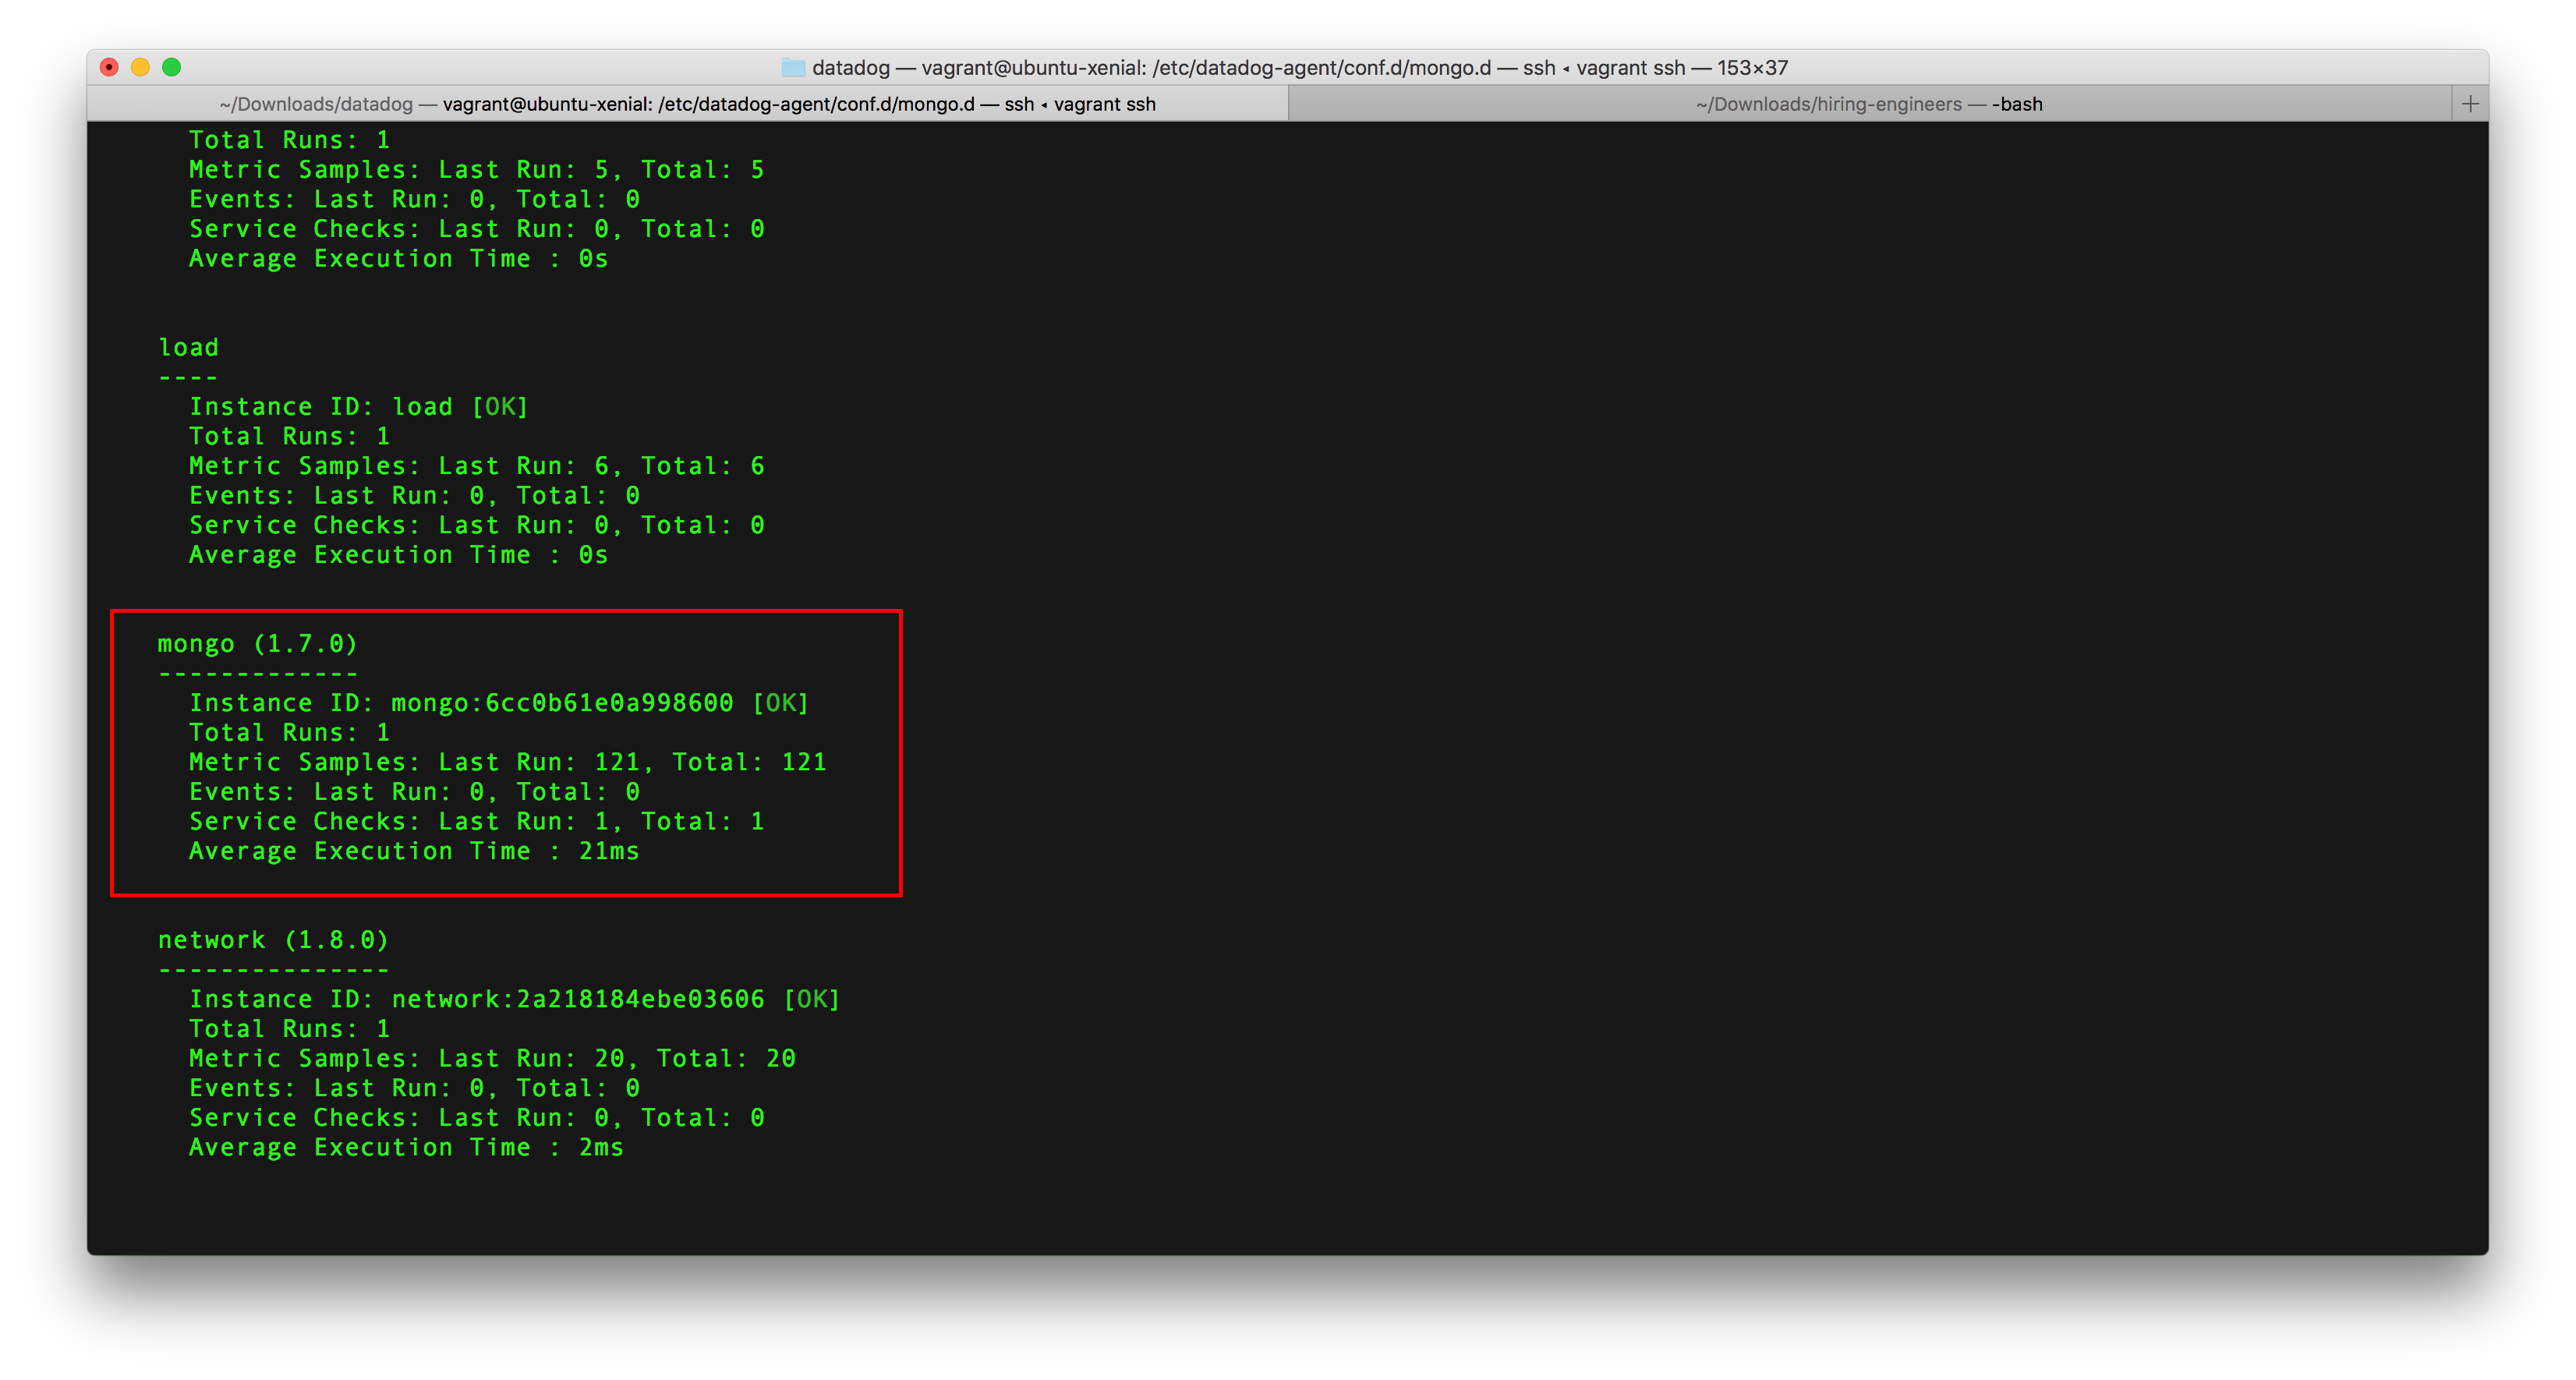 datadog — vagrant@ubuntu-xenial: /etc/datadog-agent/conf.d/mongo.d — ssh ◂ vagrant ssh — 153×37
~/Downloads/datadog — vagrant@ubuntu-xenial: /etc/datadog-agent/conf.d/mongo.d — ssh ◂ vagrant ssh
~/Downloads/hiring-engineers — -bash
Total Runs: 1
Metric Samples: Last Run: 5, Total: 5
Events: Last Run: 0, Total: 0
Service Checks: Last Run: 0, Total: 0
Average Execution Time : 0s
load
----
Instance ID: load [OK]
Total Runs: 1
Metric Samples: Last Run: 6, Total: 6
Events: Last Run: 0, Total: 0
Service Checks: Last Run: 0, Total: 0
Average Execution Time : 0s
mongo (1.7.0)
-------------
Instance ID: mongo:6cc0b61e0a998600 [OK]
Total Runs: 1
Metric Samples: Last Run: 121, Total: 121
Events: Last Run: 0, Total: 0
Service Checks: Last Run: 1, Total: 1
Average Execution Time : 21ms
network (1.8.0)
---------------
Instance ID: network:2a218184ebe03606 [OK]
Total Runs: 1
Metric Samples: Last Run: 20, Total: 20
Events: Last Run: 0, Total: 0
Service Checks: Last Run: 0, Total: 0
Average Execution Time : 2ms